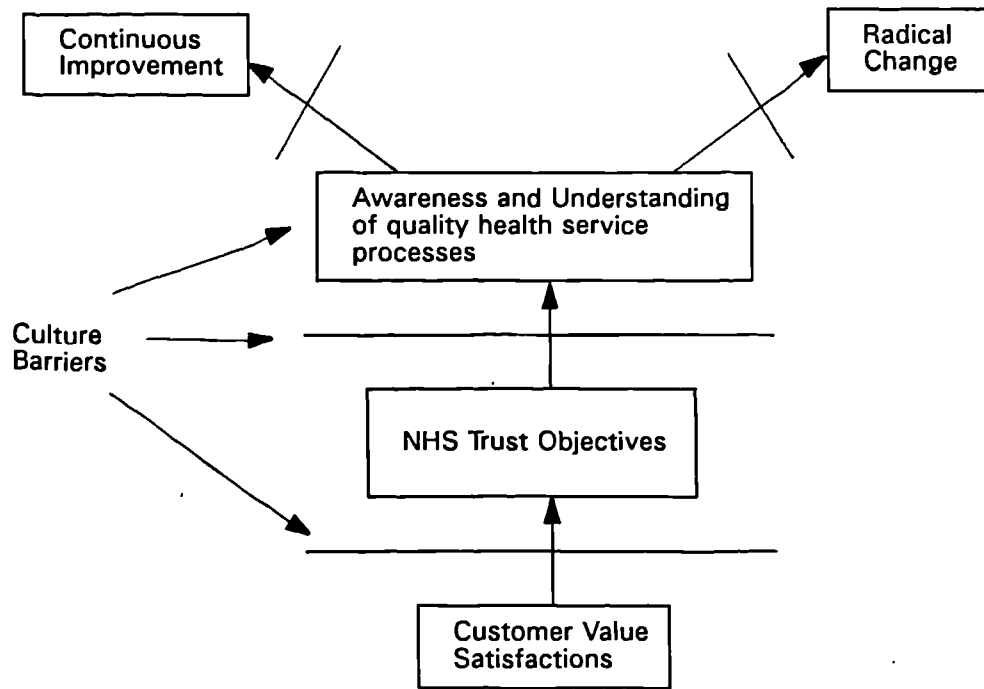 Continuous
Improvement
Radical
Change
Awareness and Understanding
of quality health service
processes
Culture
Barriers
NHS Trust Objectives
Customer Value
Satisfactions